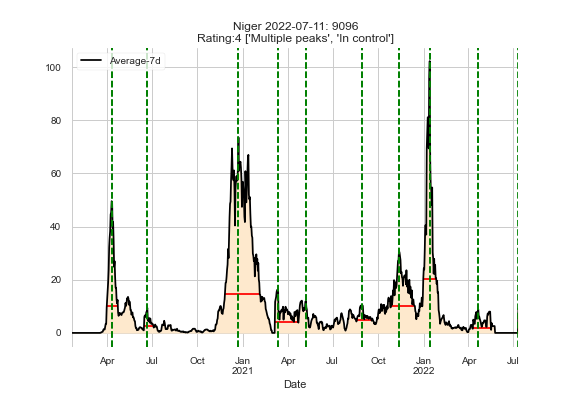 Niger 2022-07-11: 9096
Rating:4 ['Multiple peaks', 'In control']
Average-7d
100
80
60
40
20
0
Apr Jul Oct Jan Apr Jul Oct Jan Apr Jul
2021 2022
Date